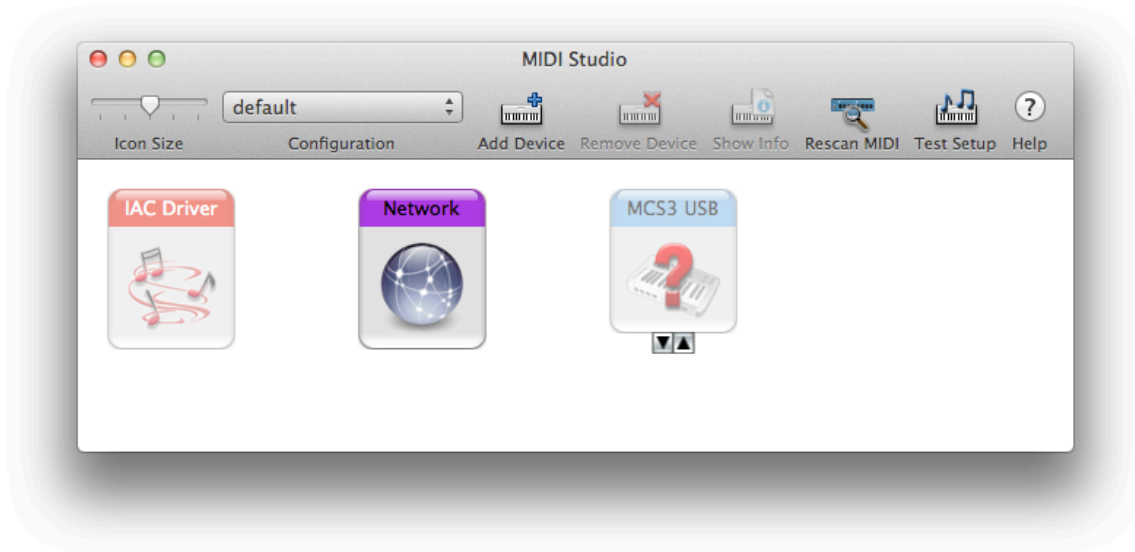 MIDI Studio
default
Icon Size
Configuration
Add Device
Remove Device
Show Info
Rescan MIDI
Test Setup
Help
?
IAC Driver
Network
MCS3 USB
?